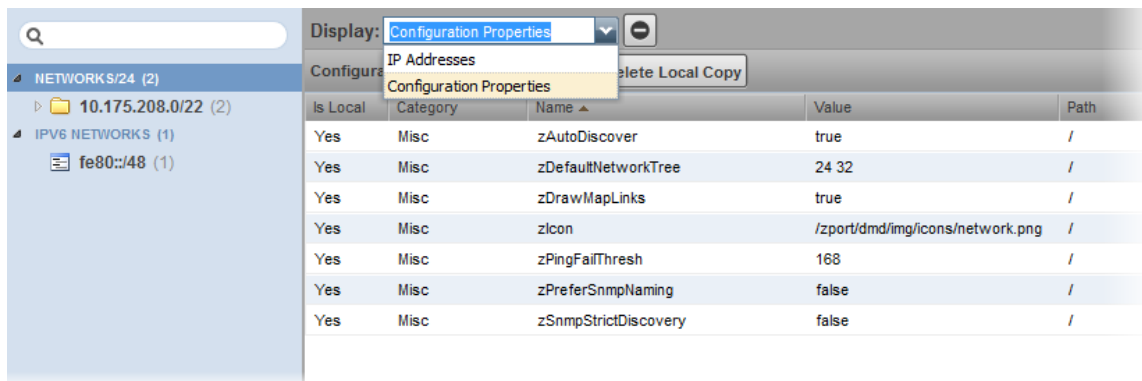 Display: Configuration Properties
IP Addresses
Configuration Properties
Configura
elete Local Copy
NETWORKS/24 (2)
10.175.208.0/22 (2)
IPV6 NETWORKS (1)
fe80::/48 (1)
Is Local Category Name Value Path
Yes Misc zAutoDiscover true /
Yes Misc zDefaultNetworkTree 24 32 /
Yes Misc zDrawMapLinks true /
Yes Misc zIcon /zport/dmd/img/icons/network.png /
Yes Misc zPingFailThresh 168 /
Yes Misc zPreferSnmpNaming false /
Yes Misc zSnmpStrictDiscovery false /